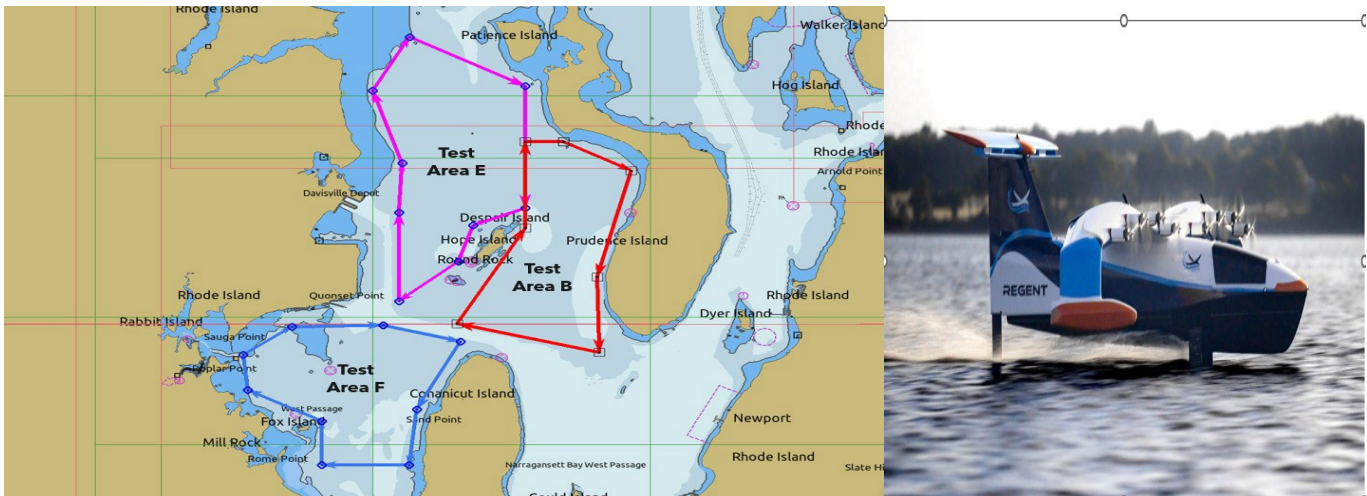 Rhode Island
Patience Island
Walker Island
Hog Island
Rhode
Test
Area E
Rhode Isla
Arnold Point
Davisville Depot
PA
Despair Island
Hope Island
Prudence Island
Round Rock
Test
Area B
Quonset Point
Rhode Island
Rhode Island
Rabbit Island
Dyer Island
Sauga Point
Poplar Point
Test
Area F
Conanicut Island
West Passage
Fox Island
Sand Point
Newport
Mill Rock
Rome Point
Rhode Island
Narragansett Bay West Passage
Slate Hi
Gould Island
REGENT